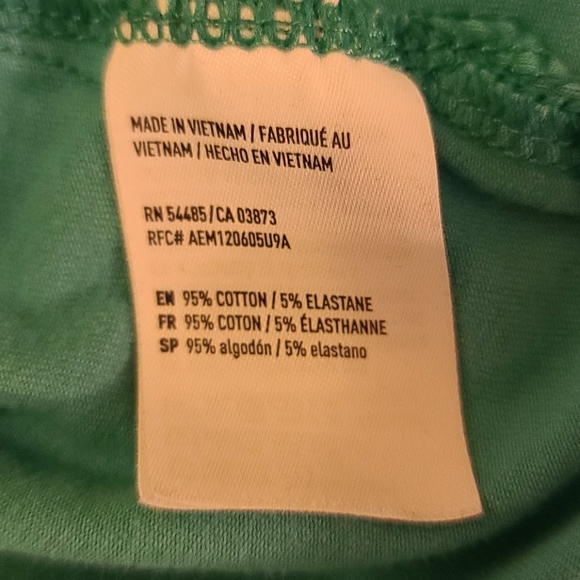 MADE IN VIETNAM / FABRIQUÉ AU
VIETNAM / HECHO EN VIETNAM
RN 54485/CA 03873
RFC# AEM120605U9A
EN 95% COTTON / 5% ELASTANE
FR 95% COTON / 5% ÉLASTHANNE
SP 95% algodón / 5% elastano